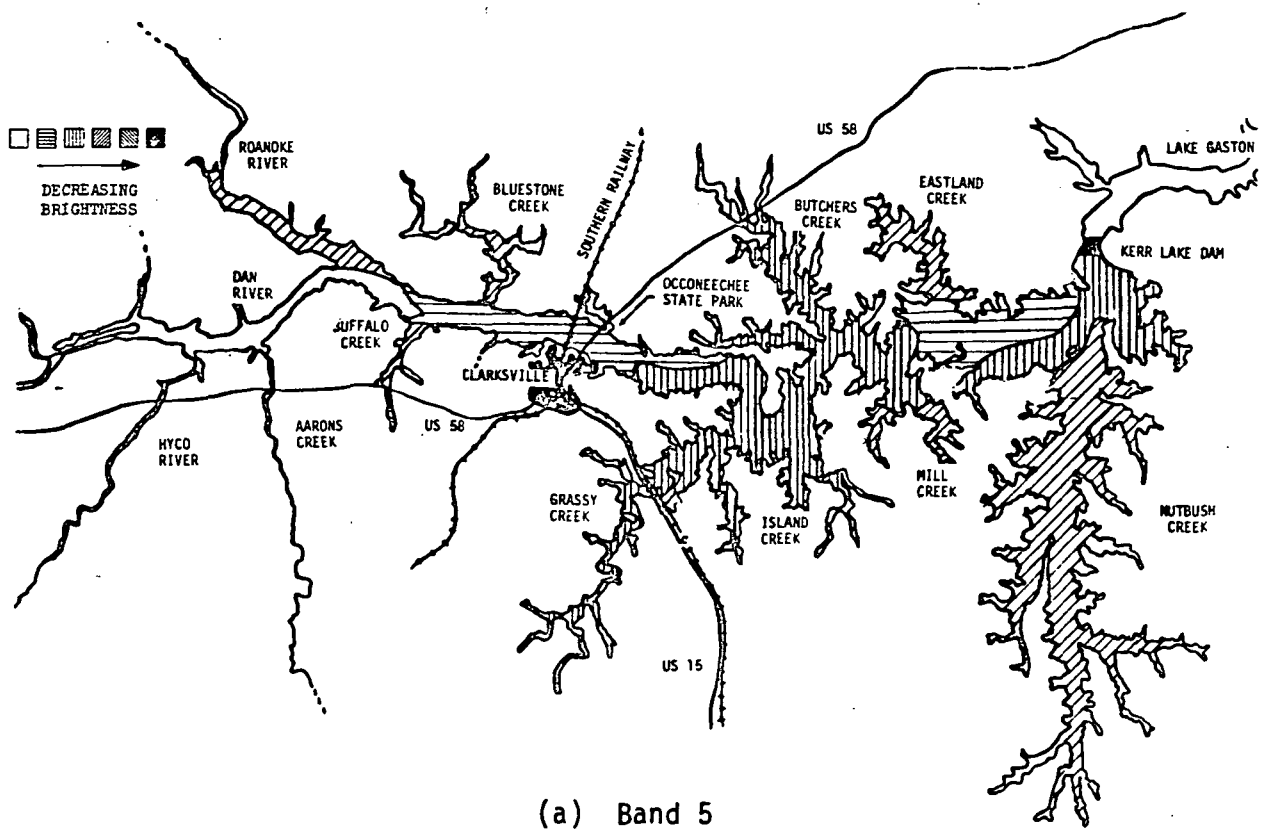 US 58
LAKE GASTON
ROANOKE
RIVER
DECREASING
BRIGHTNESS
BLUESTONE
CREEK
SOUTHERN RAILWAY
BUTCHERS
CREEK
EASTLAND
CREEK
KERR LAKE DAM
DAN
RIVER
OCCONEECHEE
STATE PARK
BUFFALO
CREEK
CLARKSVILLE
HYCO
RIVER
AARONS
CREEK
US 58
GRASSY
CREEK
ISLAND
CREEK
MILL
CREEK
NUTBUSH
CREEK
US 15
(a) Band 5